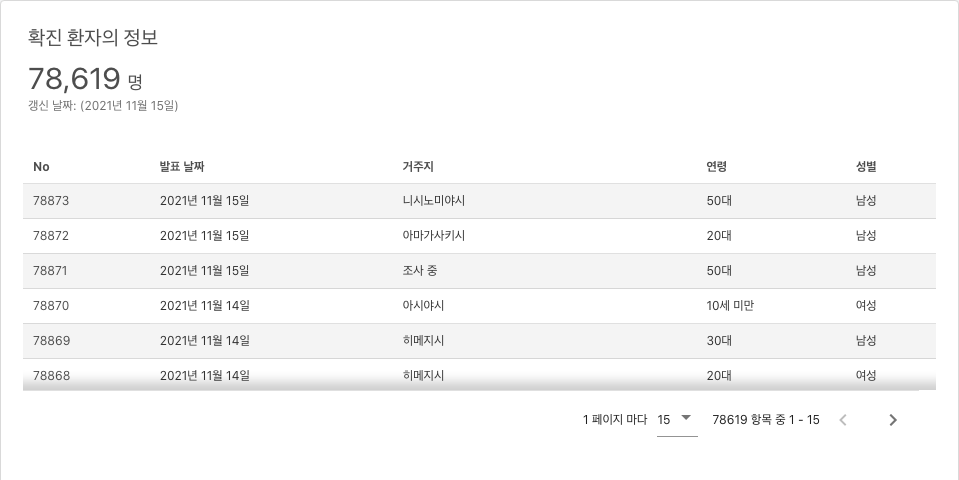 확진 환자의 정보
78,619 명
갱신 날짜: (2021년 11월 15일)
No 발표 날짜 거주지 연령 성별
78873 2021년 11월 15일 니시노미야시 50대 남성
78872 2021년 11월 15일 아마가사키시 20대 남성
78871 2021년 11월 15일 조사 중 50대 남성
78870 2021년 11월 14일 아시야시 10세 미만 여성
78869 2021년 11월 14일 히메지시 30대 남성
78868 2021년 11월 14일 히메지시 20대 여성
1 페이지 마다 15 78619 항목 중 1 - 15